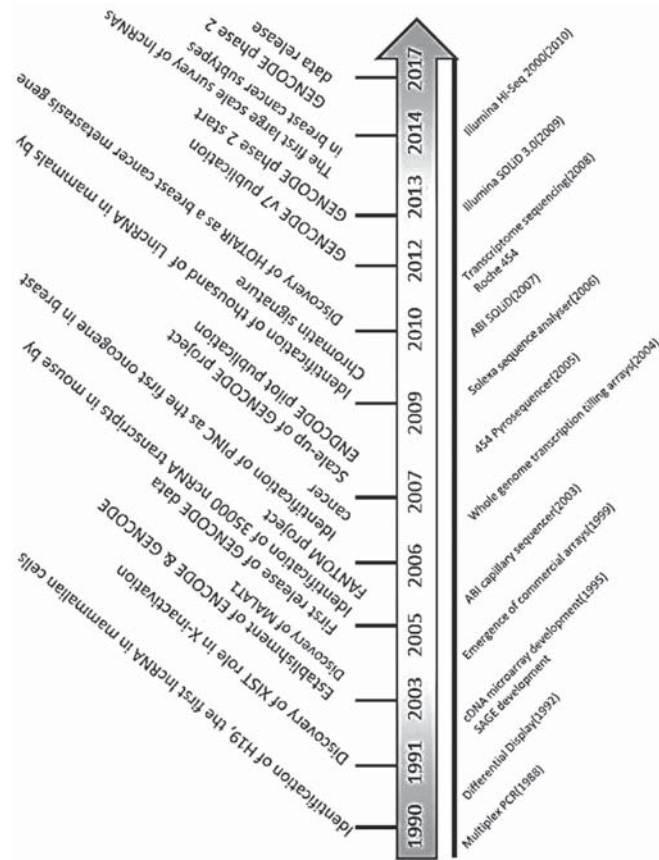 Identification of H19, the first lncRNA in mammalian cells
Discovery of XIST role in X-inactivation
Establishment of ENCODE & GENCODE
Discovery of MALAT1
First release of GENCODE data
Identification of 35000 ncRNA transcripts in mouse by
FANTOM project
Identification of PINC as the first oncogene in breast
cancer
ENDCODE pilot publication
Scale-up of GENCODE project
Identification of thousand of LincRNA in mammals by
Chromatin signature
Discovery of HOTAIR as a breast cancer metastasis gene
GENCODE v7 publication
GENCODE phase 2 start
The first large scale survey of lncRNAs
in breast cancer subtypes
GENCODE phase 2
data release
1990
1991
2003
2005
2006
2007
2009
2010
2012
2013
2014
2017
Multiplex PCR(1988)
Differential Display(1992)
cDNA microarray development(1995)
SAGE development
Emergence of commercial arrays(1999)
ABI capillary sequencer(2003)
Whole genome transcription tilling arrays(2004)
454 Pyrosequencer(2005)
Solexa sequence analyser(2006)
ABI SOLiD(2007)
Transcriptome sequencing(2008)
Roche 454
Illumina SOLiD 3.0(2009)
Illumina Hi-Seq 2000(2010)